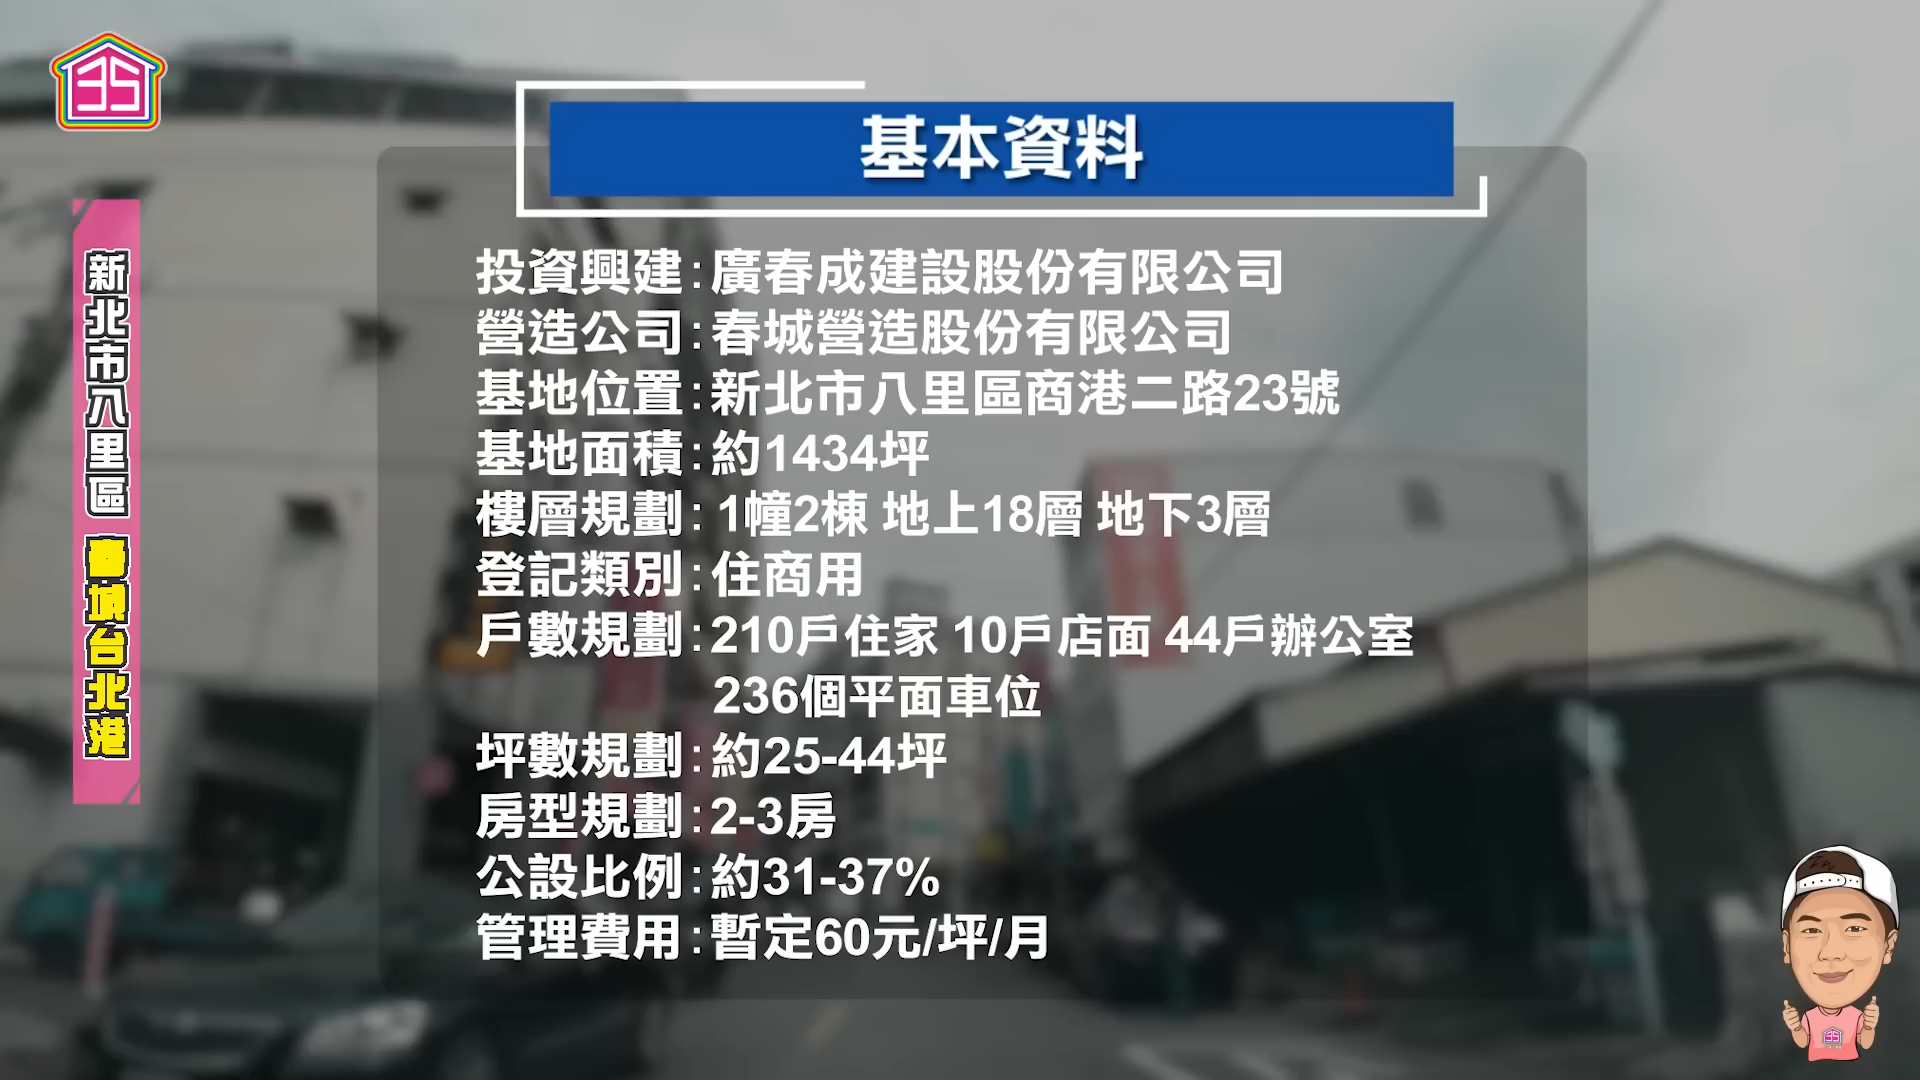 基本資料
投資興建:廣春成建設股份有限公司
營造公司:春城營造股份有限公司
基地位置:新北市八里區商港二路23號
基地面積:約1434坪
樓層規劃: 1幢2棟 地上18層 地下3層
登記類別:住商用
戶數規劃:210戶住家 10戶店面 44戶辦公室
236個平面車位
坪數規劃:約25-44坪
房型規劃:2-3房
公設比例:約31-37%
管理費用:暫定60元/坪/月
新北市八里區 春埧台北港
35